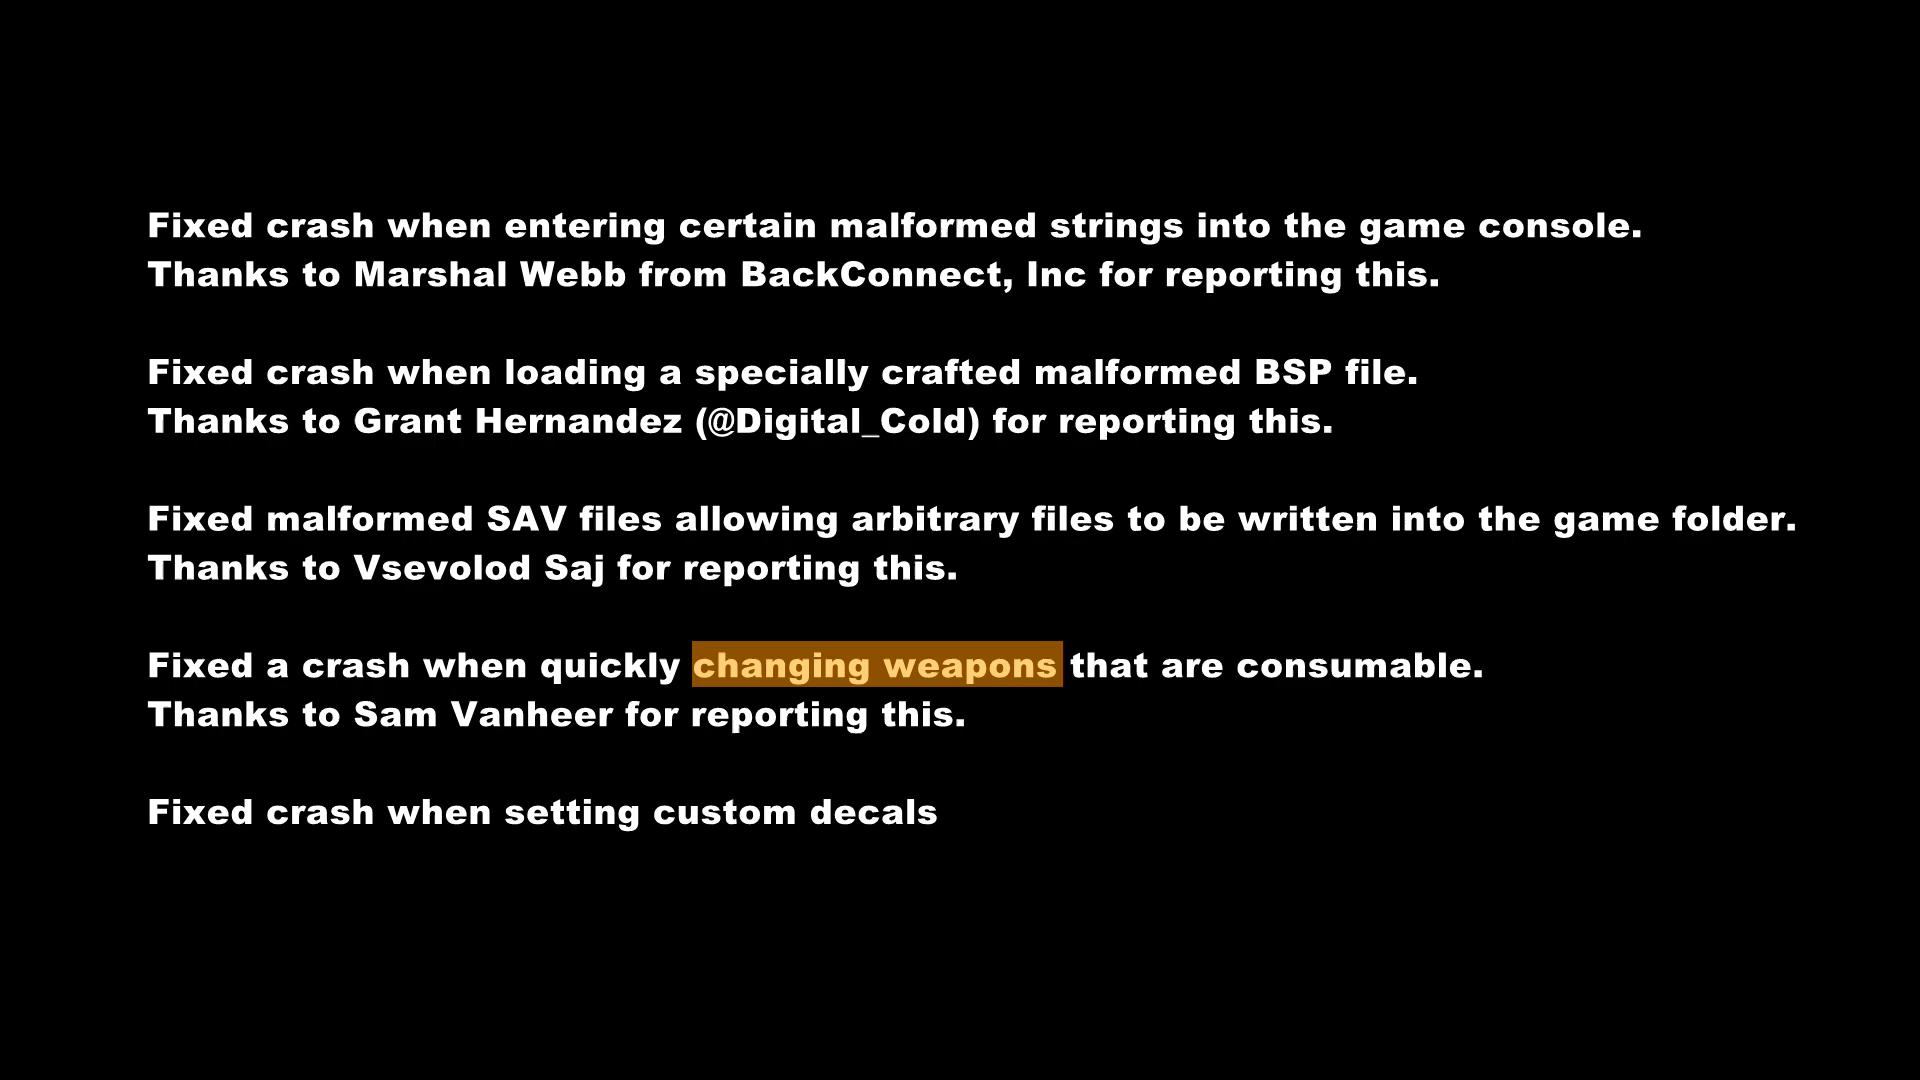 Fixed crash when entering certain malformed strings into the game console.
Thanks to Marshal Webb from BackConnect, Inc for reporting this.
Fixed crash when loading a specially crafted malformed BSP file.
Thanks to Grant Hernandez (@Digital_Cold) for reporting this.
Fixed malformed SAV files allowing arbitrary files to be written into the game folder.
Thanks to Vsevolod Saj for reporting this.
Fixed a crash when quickly changing weapons that are consumable.
Thanks to Sam Vanheer for reporting this.
Fixed crash when setting custom decals